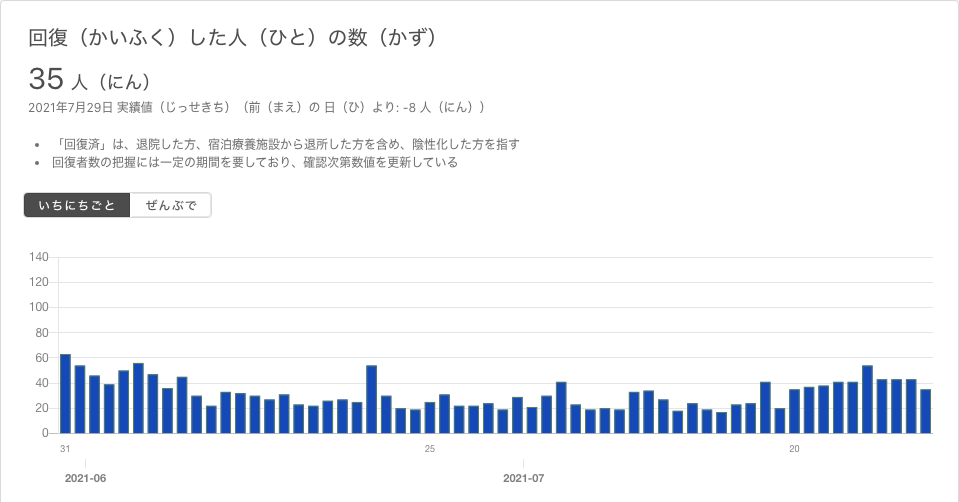 回復（かいふく）した人（ひと）の数（かず）
35 人（にん）
2021年7月29日 実績値（じっせきち）（前（まえ）の 日（ひ）より: -8 人（にん））
「回復済」は、退院した方、宿泊療養施設から退所した方を含め、陰性化した方を指す
回復者数の把握には一定の期間を要しており、確認次第数値を更新している
いちにちごと ぜんぶで
140
120
100
80
60
40
20
0
31 25 20
2021-06 2021-07